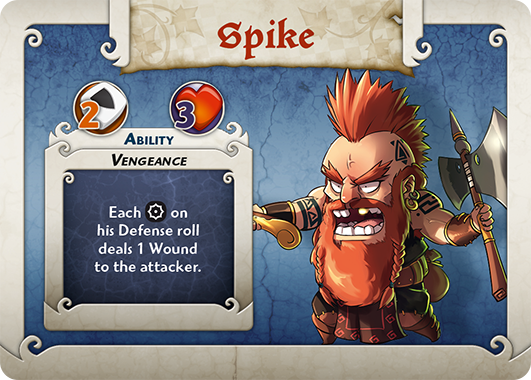 Spike
2 3
ABILITY
VENGEANCE
Each on
his Defense roll
deals 1 Wound
to the attacker.